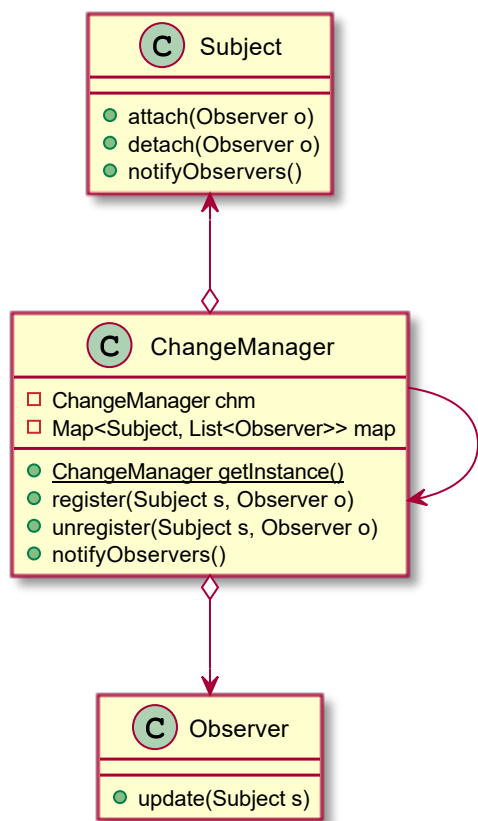 C Subject
attach(Observer o)
detach(Observer o)
notifyObservers()
C ChangeManager
ChangeManager chm
Map<Subject, List<Observer>> map
ChangeManager getInstance()
register(Subject s, Observer o)
unregister(Subject s, Observer o)
notifyObservers()
C Observer
update(Subject s)